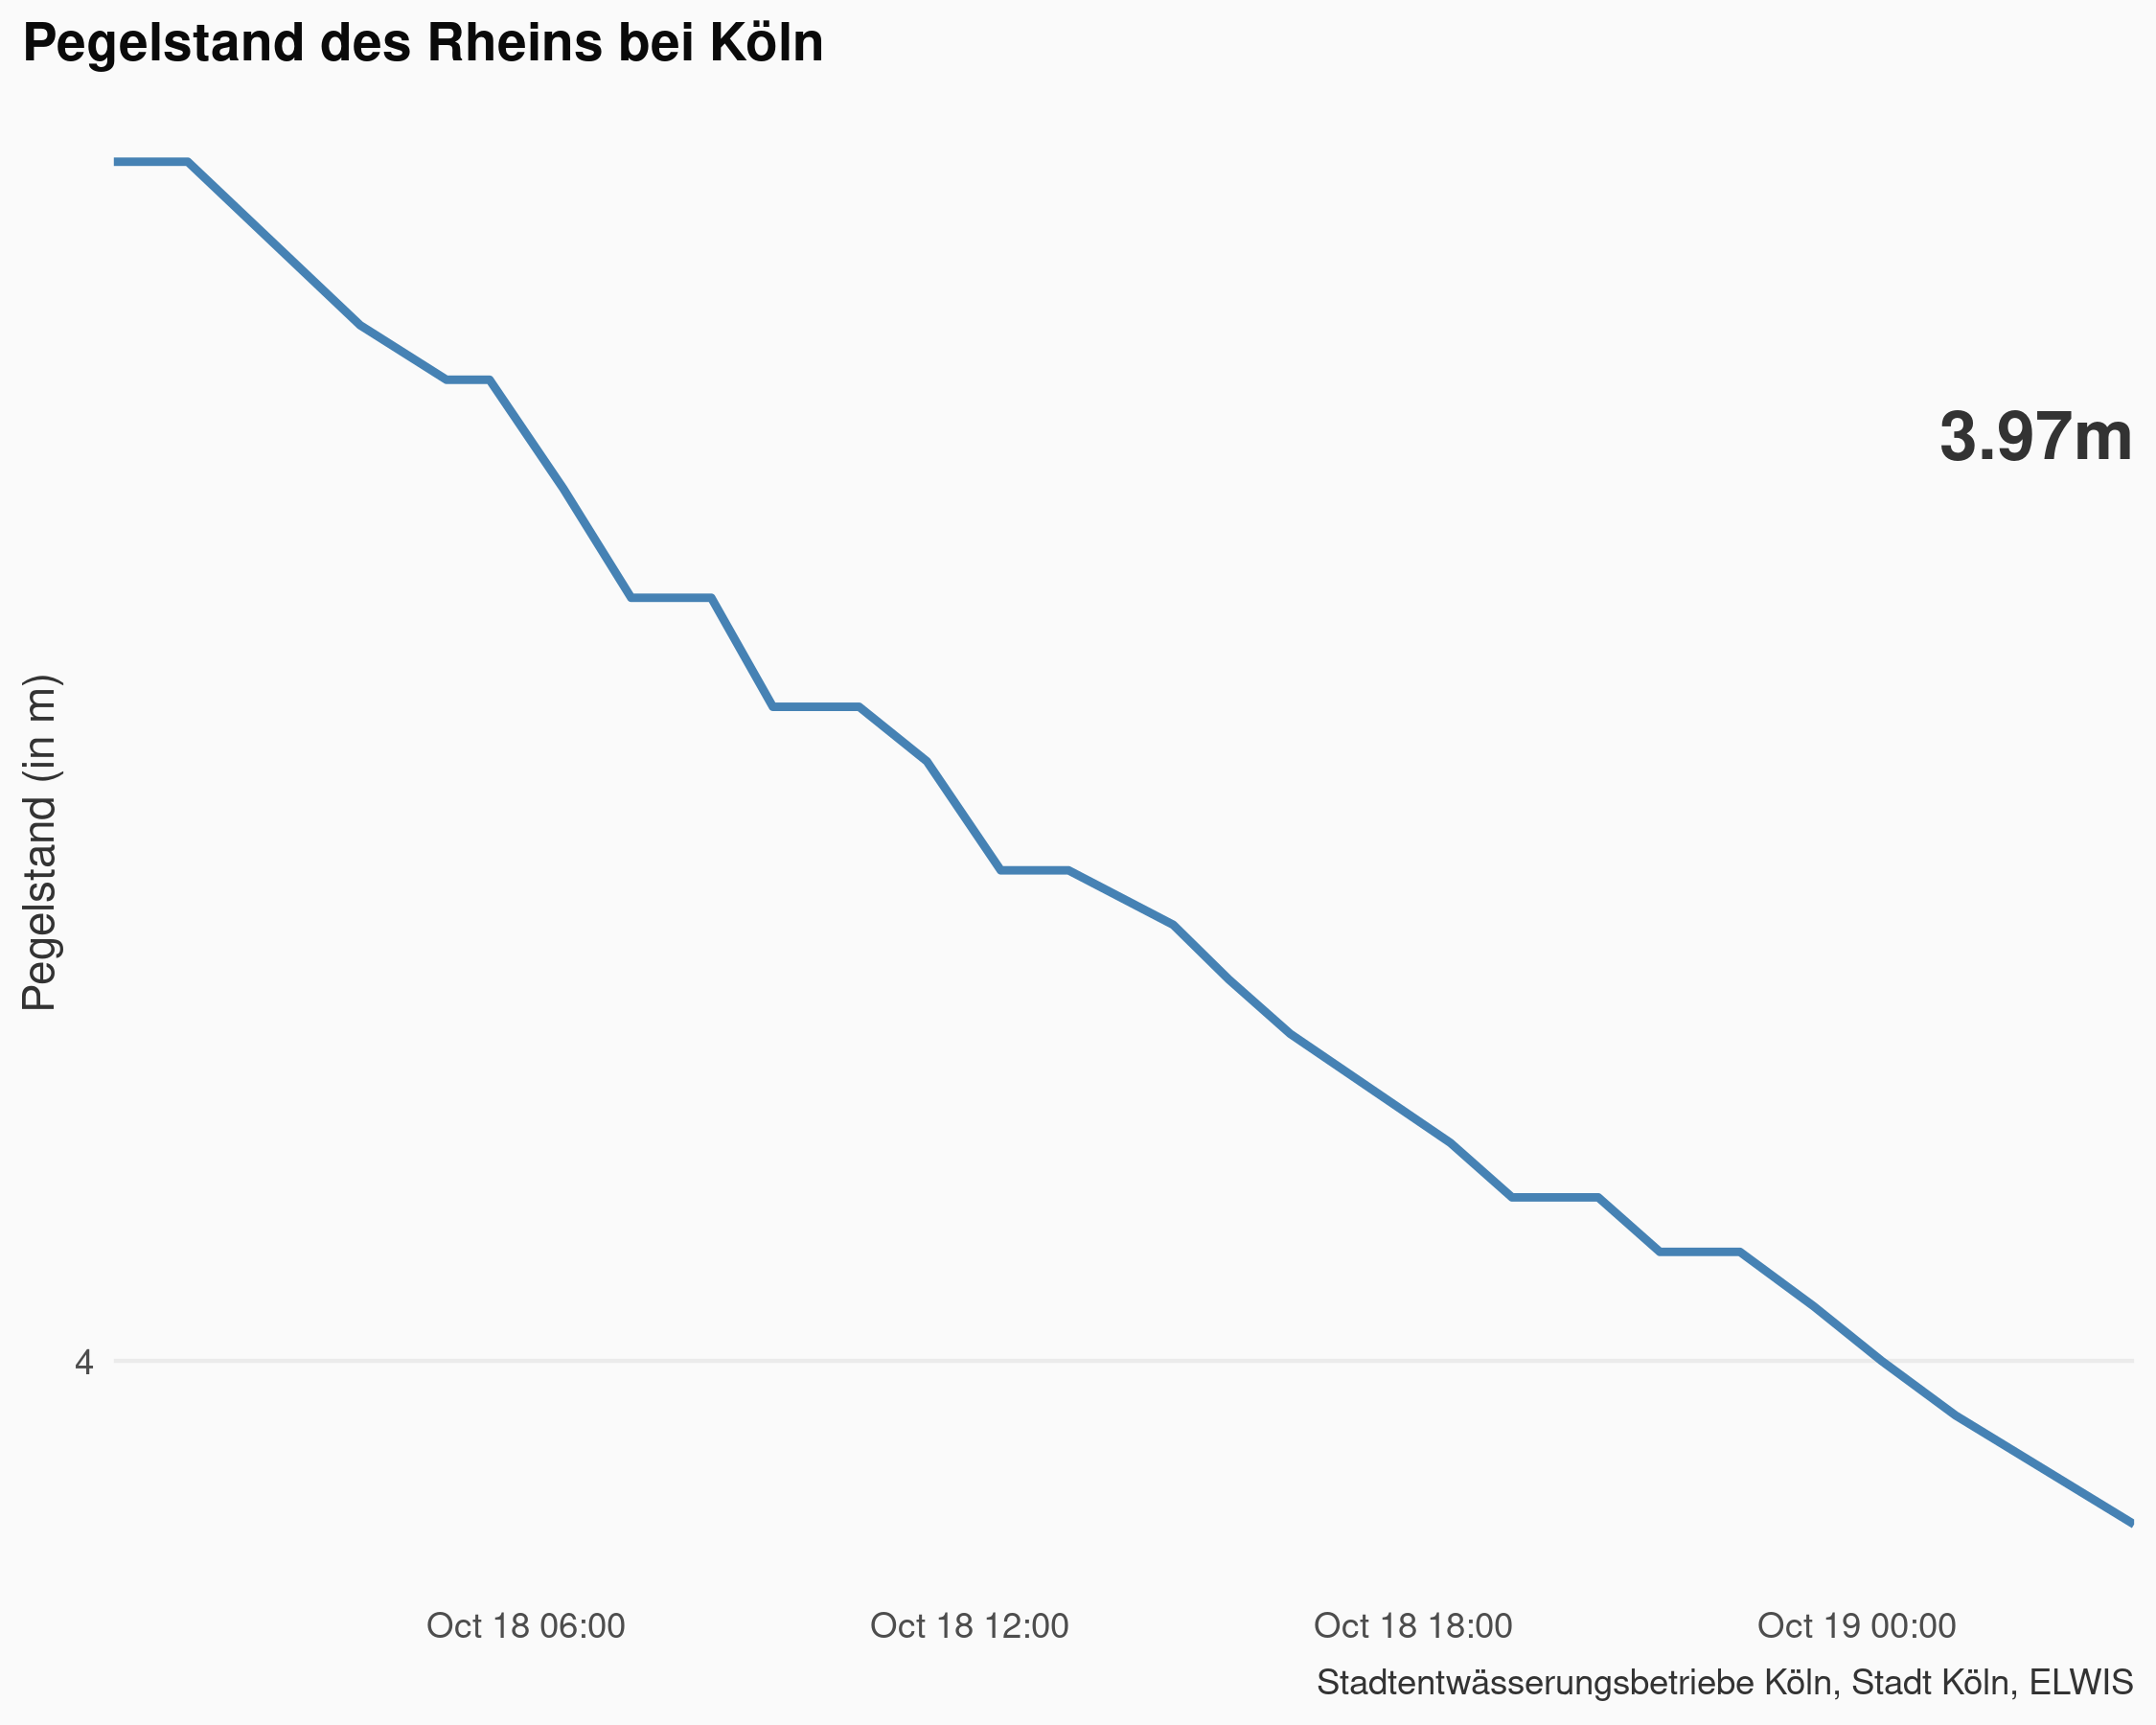 Pegelstand des Rheins bei Köln
3.97m
Pegelstand (in m)
4
Oct 18 06:00
Oct 18 12:00
Oct 18 18:00
Oct 19 00:00
Stadtentwässerungsbetriebe Köln, Stadt Köln, ELWIS